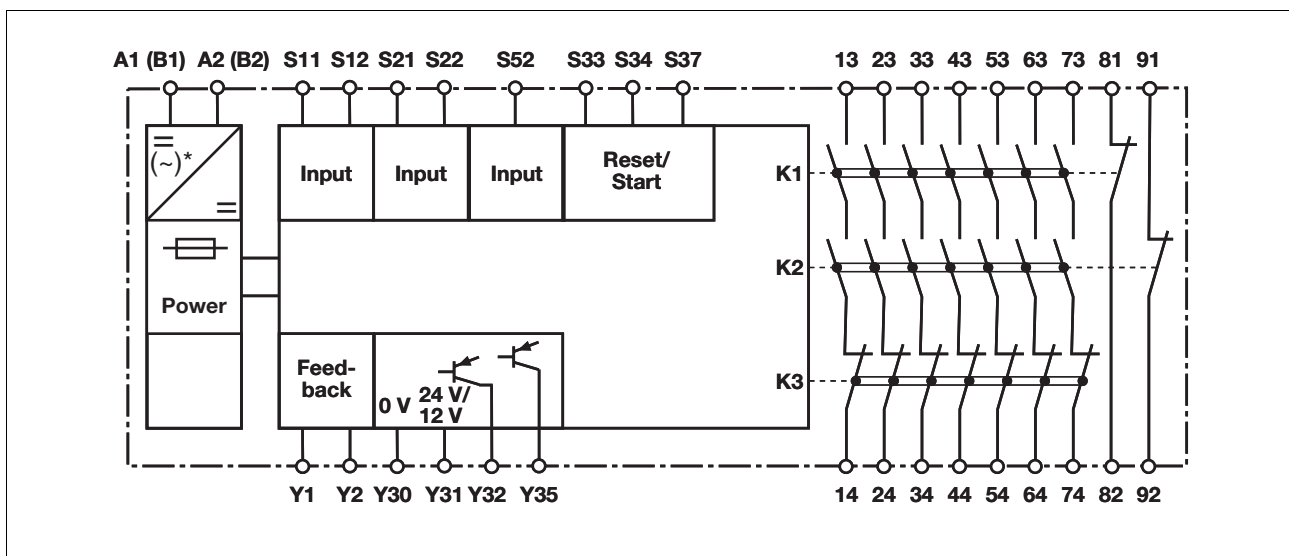 A1 (B1) A2 (B2) S11 S12 S21 S22 S52 S33 S34 S37 13 23 33 43 53 63 73 81 91
(~)*
Input Input Input Reset/
Start
K1
K2
Power
Feed-
back
0 V 24 V/
12 V
K3
Y1 Y2 Y30 Y31 Y32 Y35 14 24 34 44 54 64 74 82 92